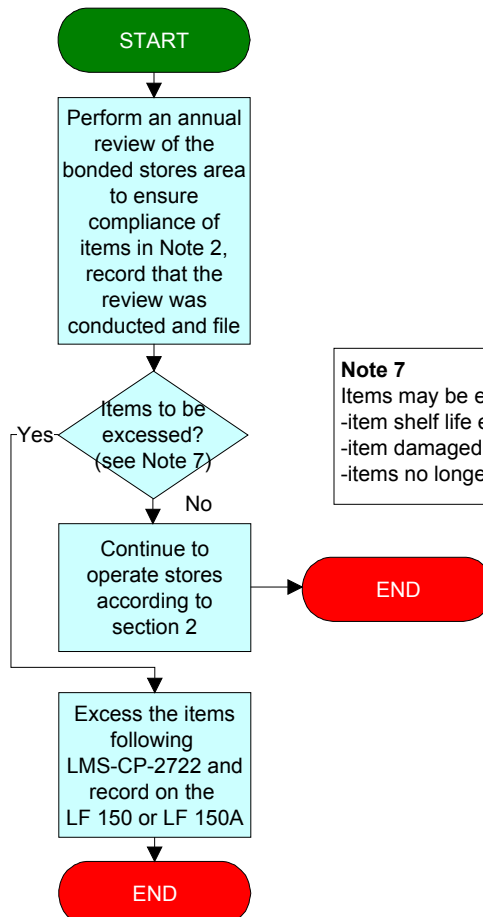 START
Perform an annual
review of the
bonded stores area
to ensure
compliance of
items in Note 2,
record that the
review was
conducted and file
Items to be
excessed?
(see Note 7)
Yes
No
Note 7
Items may be
-item shelf life
-item damaged
-items no
Continue to
operate stores
according to
section 2
END
Excess the items
following
LMS-CP-2722 and
record on the
LF 150 or LF 150A
END